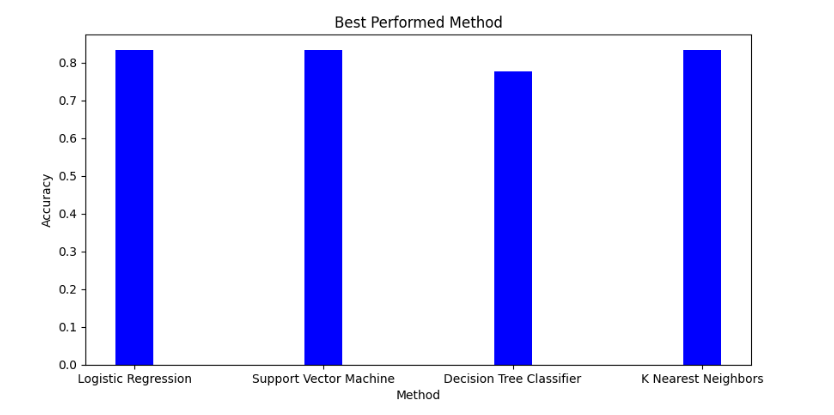 Best Performed Method
Accuracy
0.8
0.7
0.6
0.5
0.4
0.3
0.2
0.1
0.0
Logistic Regression
Support Vector Machine
Decision Tree Classifier
K Nearest Neighbors
Method